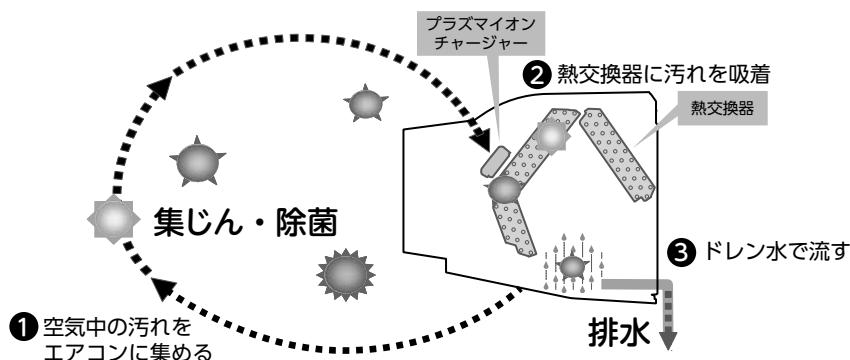 プラズマイオン
チャージャー
❷ 熱交換器に汚れを吸着
熱交換器
集じん・除菌
❸ ドレン水で流す
❶ 空気中の汚れを
エアコンに集める
排水